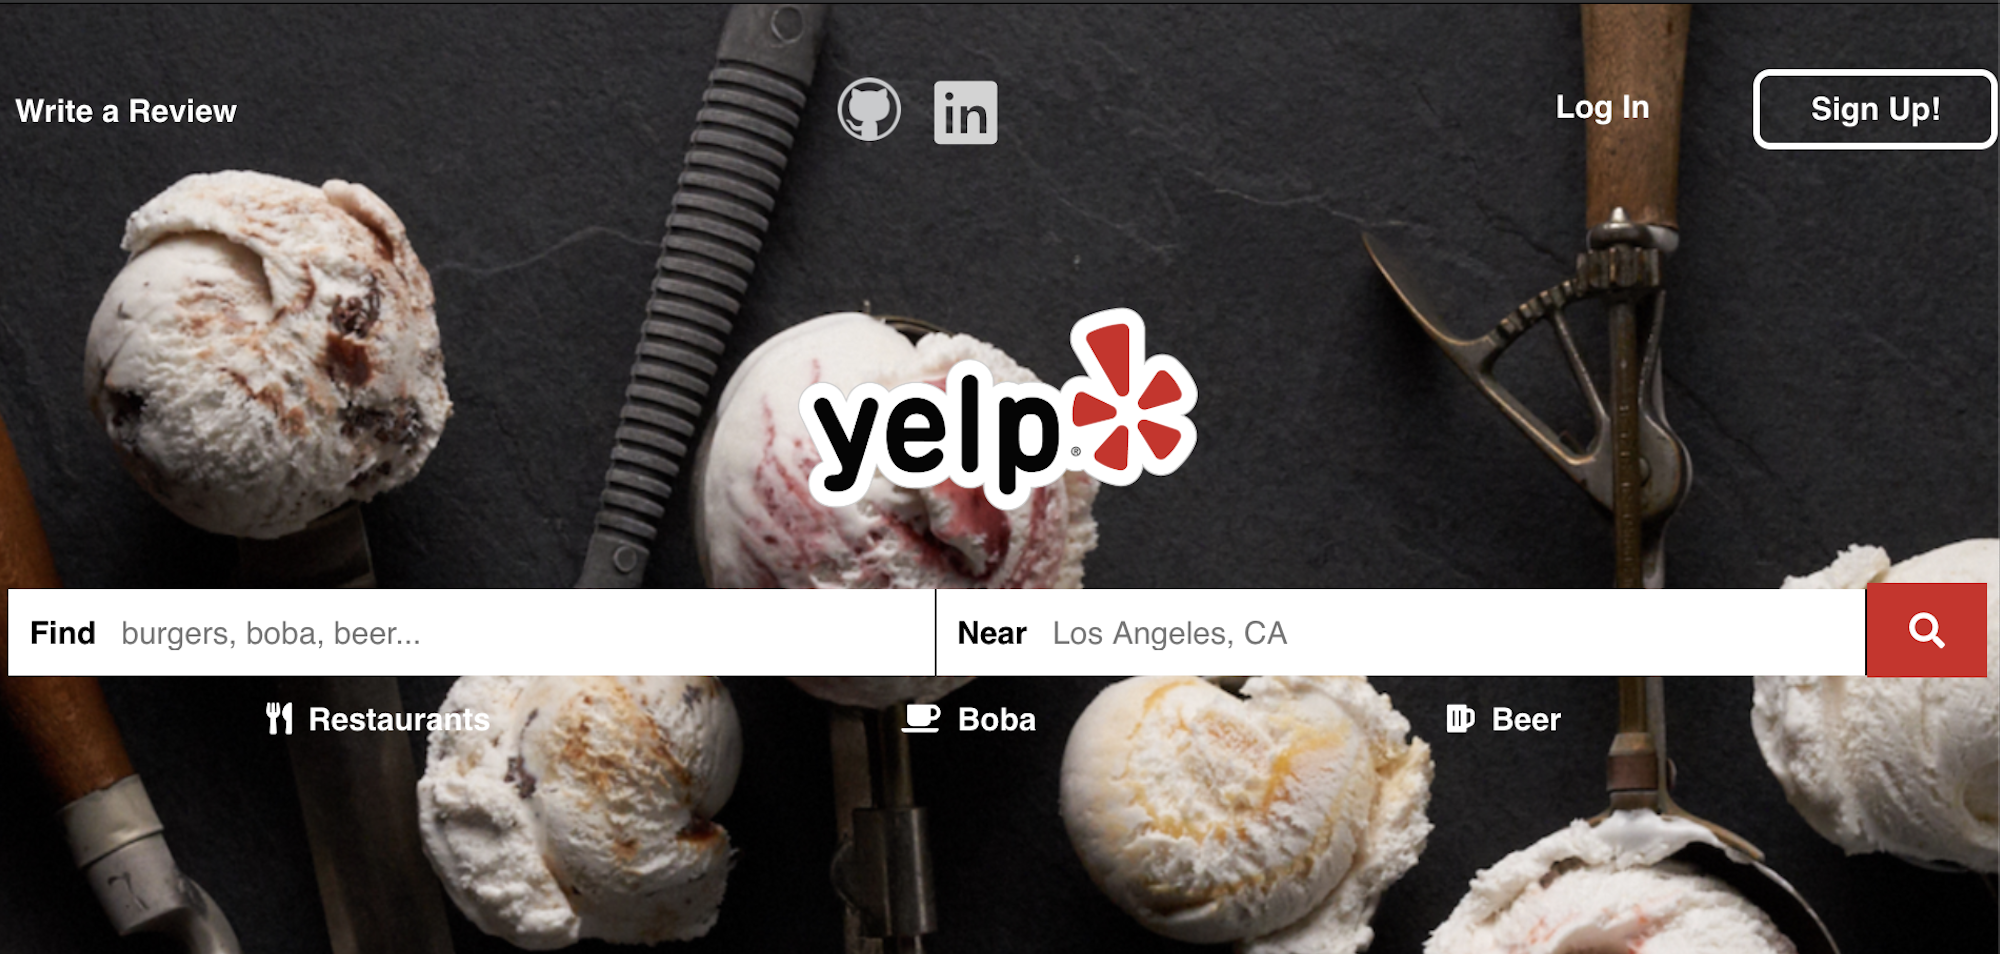 Write a Review
in
Log In
Sign Up!
yelp®
Find burgers, boba, beer...
Near Los Angeles, CA
Restaurants
Boba
Beer